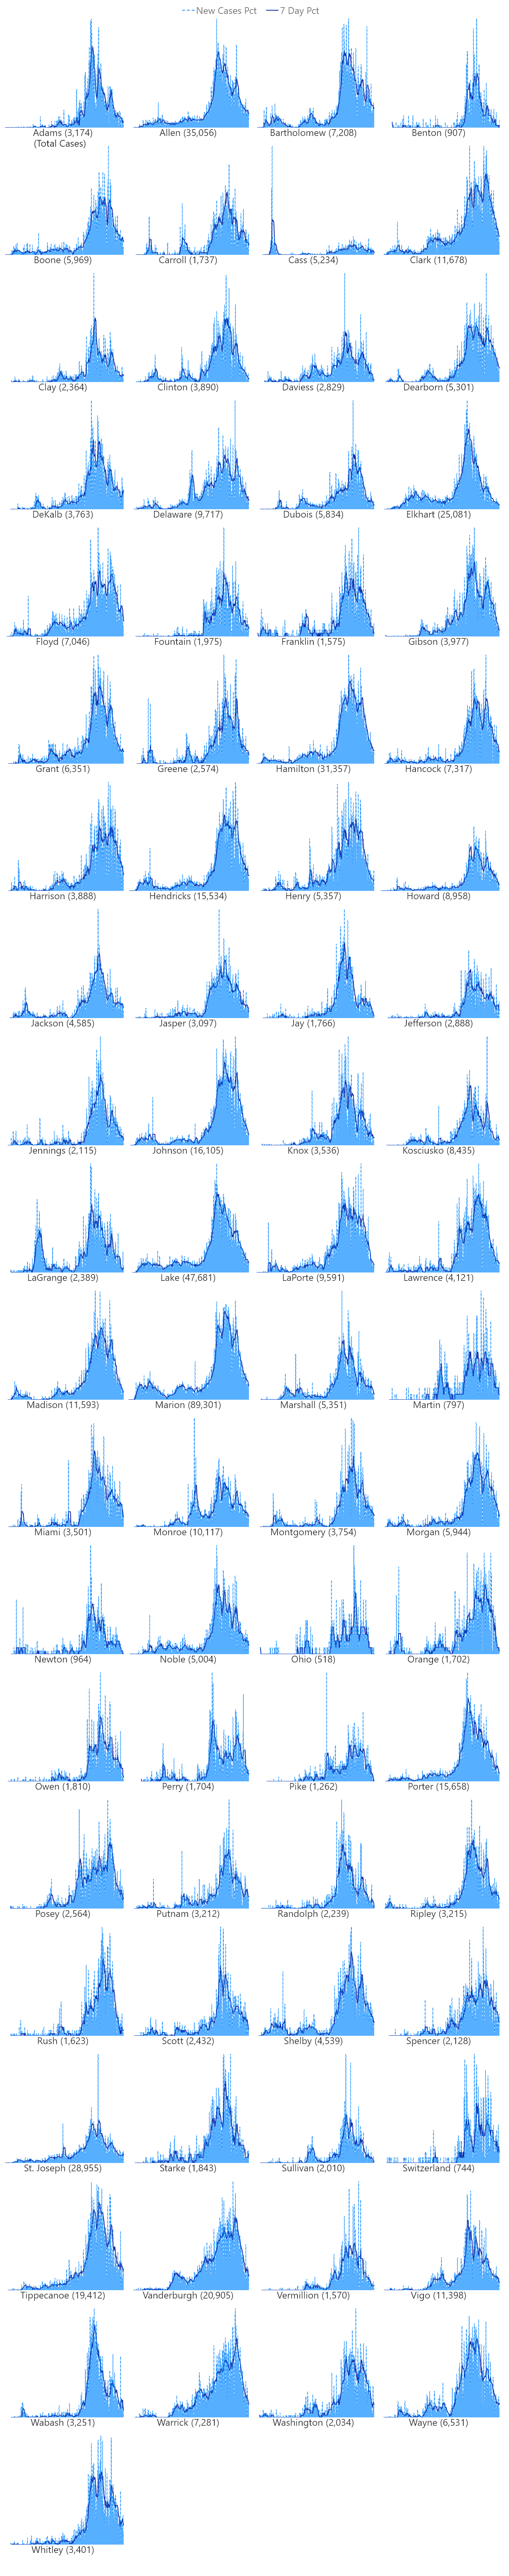 New Cases Pct 7 Day Pct
Adams (3,174) Allen (35,056) Bartholomew (7,208) Benton (907)
(Total Cases)
Boone (5,969) Carroll (1,737) Cass (5,234) Clark (11,678)
Clay (2,364) Clinton (3,890) Daviess (2,829) Dearborn (5,301)
DeKalb (3,763) Delaware (9,717) Dubois (5,834) Elkhart (25,081)
Floyd (7,046) Fountain (1,975) Franklin (1,575) Gibson (3,977)
Grant (6,351) Greene (2,574) Hamilton (31,357) Hancock (7,317)
Harrison (3,888) Hendricks (15,534) Henry (5,357) Howard (8,958)
Jackson (4,585) Jasper (3,097) Jay (1,766) Jefferson (2,888)
Jennings (2,115) Johnson (16,105) Knox (3,536) Kosciusko (8,435)
LaGrange (2,389) Lake (47,681) LaPorte (9,591) Lawrence (4,121)
Madison (11,593) Marion (89,301) Marshall (5,351) Martin (797)
Miami (3,501) Monroe (10,117) Montgomery (3,754) Morgan (5,944)
Newton (964) Noble (5,004) Ohio (518) Orange (1,702)
Owen (1,810) Perry (1,704) Pike (1,262) Porter (15,658)
Posey (2,564) Putnam (3,212) Randolph (2,239) Ripley (3,215)
Rush (1,623) Scott (2,432) Shelby (4,539) Spencer (2,128)
St. Joseph (28,955) Starke (1,843) Sullivan (2,010) Switzerland (744)
Tippecanoe (19,412) Vanderburgh (20,905) Vermillion (1,570) Vigo (11,398)
Wabash (3,251) Warrick (7,281) Washington (2,034) Wayne (6,531)
Whitley (3,401)